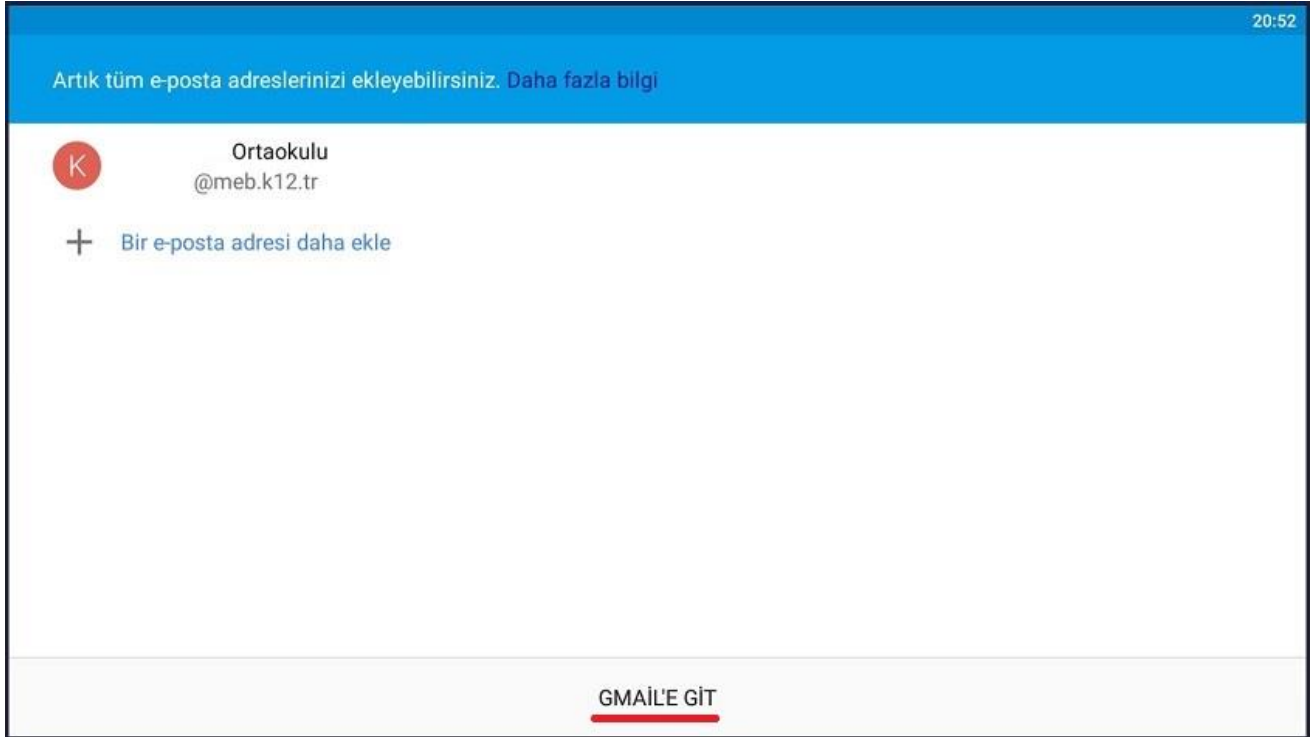 20:52
Artık tüm e-posta adreslerinizi ekleyebilirsiniz. Daha fazla bilgi
K
Ortaokulu
@meb.k12.tr
Bir e-posta adresi daha ekle
GMAİL'E GİT